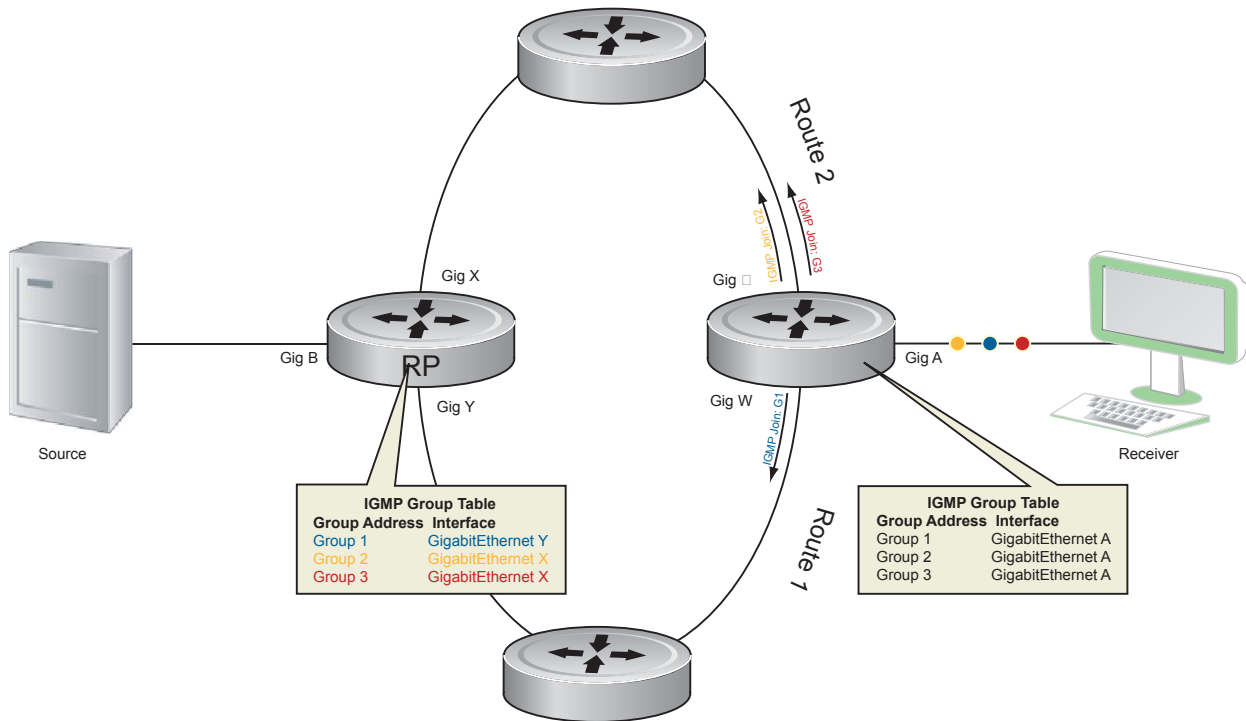 Route 2
IGMP Join: G2
IGMP Join: G3
Gig X
Gig □
RP
Gig B
Gig A
Gig Y
Gig W
IGMP Join: G1
Source
Receiver
IGMP Group Table
Group Address Interface
Group 1 GigabitEthernet Y
Group 2 GigabitEthernet X
Group 3 GigabitEthernet X
Route 1
IGMP Group Table
Group Address Interface
Group 1 GigabitEthernet A
Group 2 GigabitEthernet A
Group 3 GigabitEthernet A